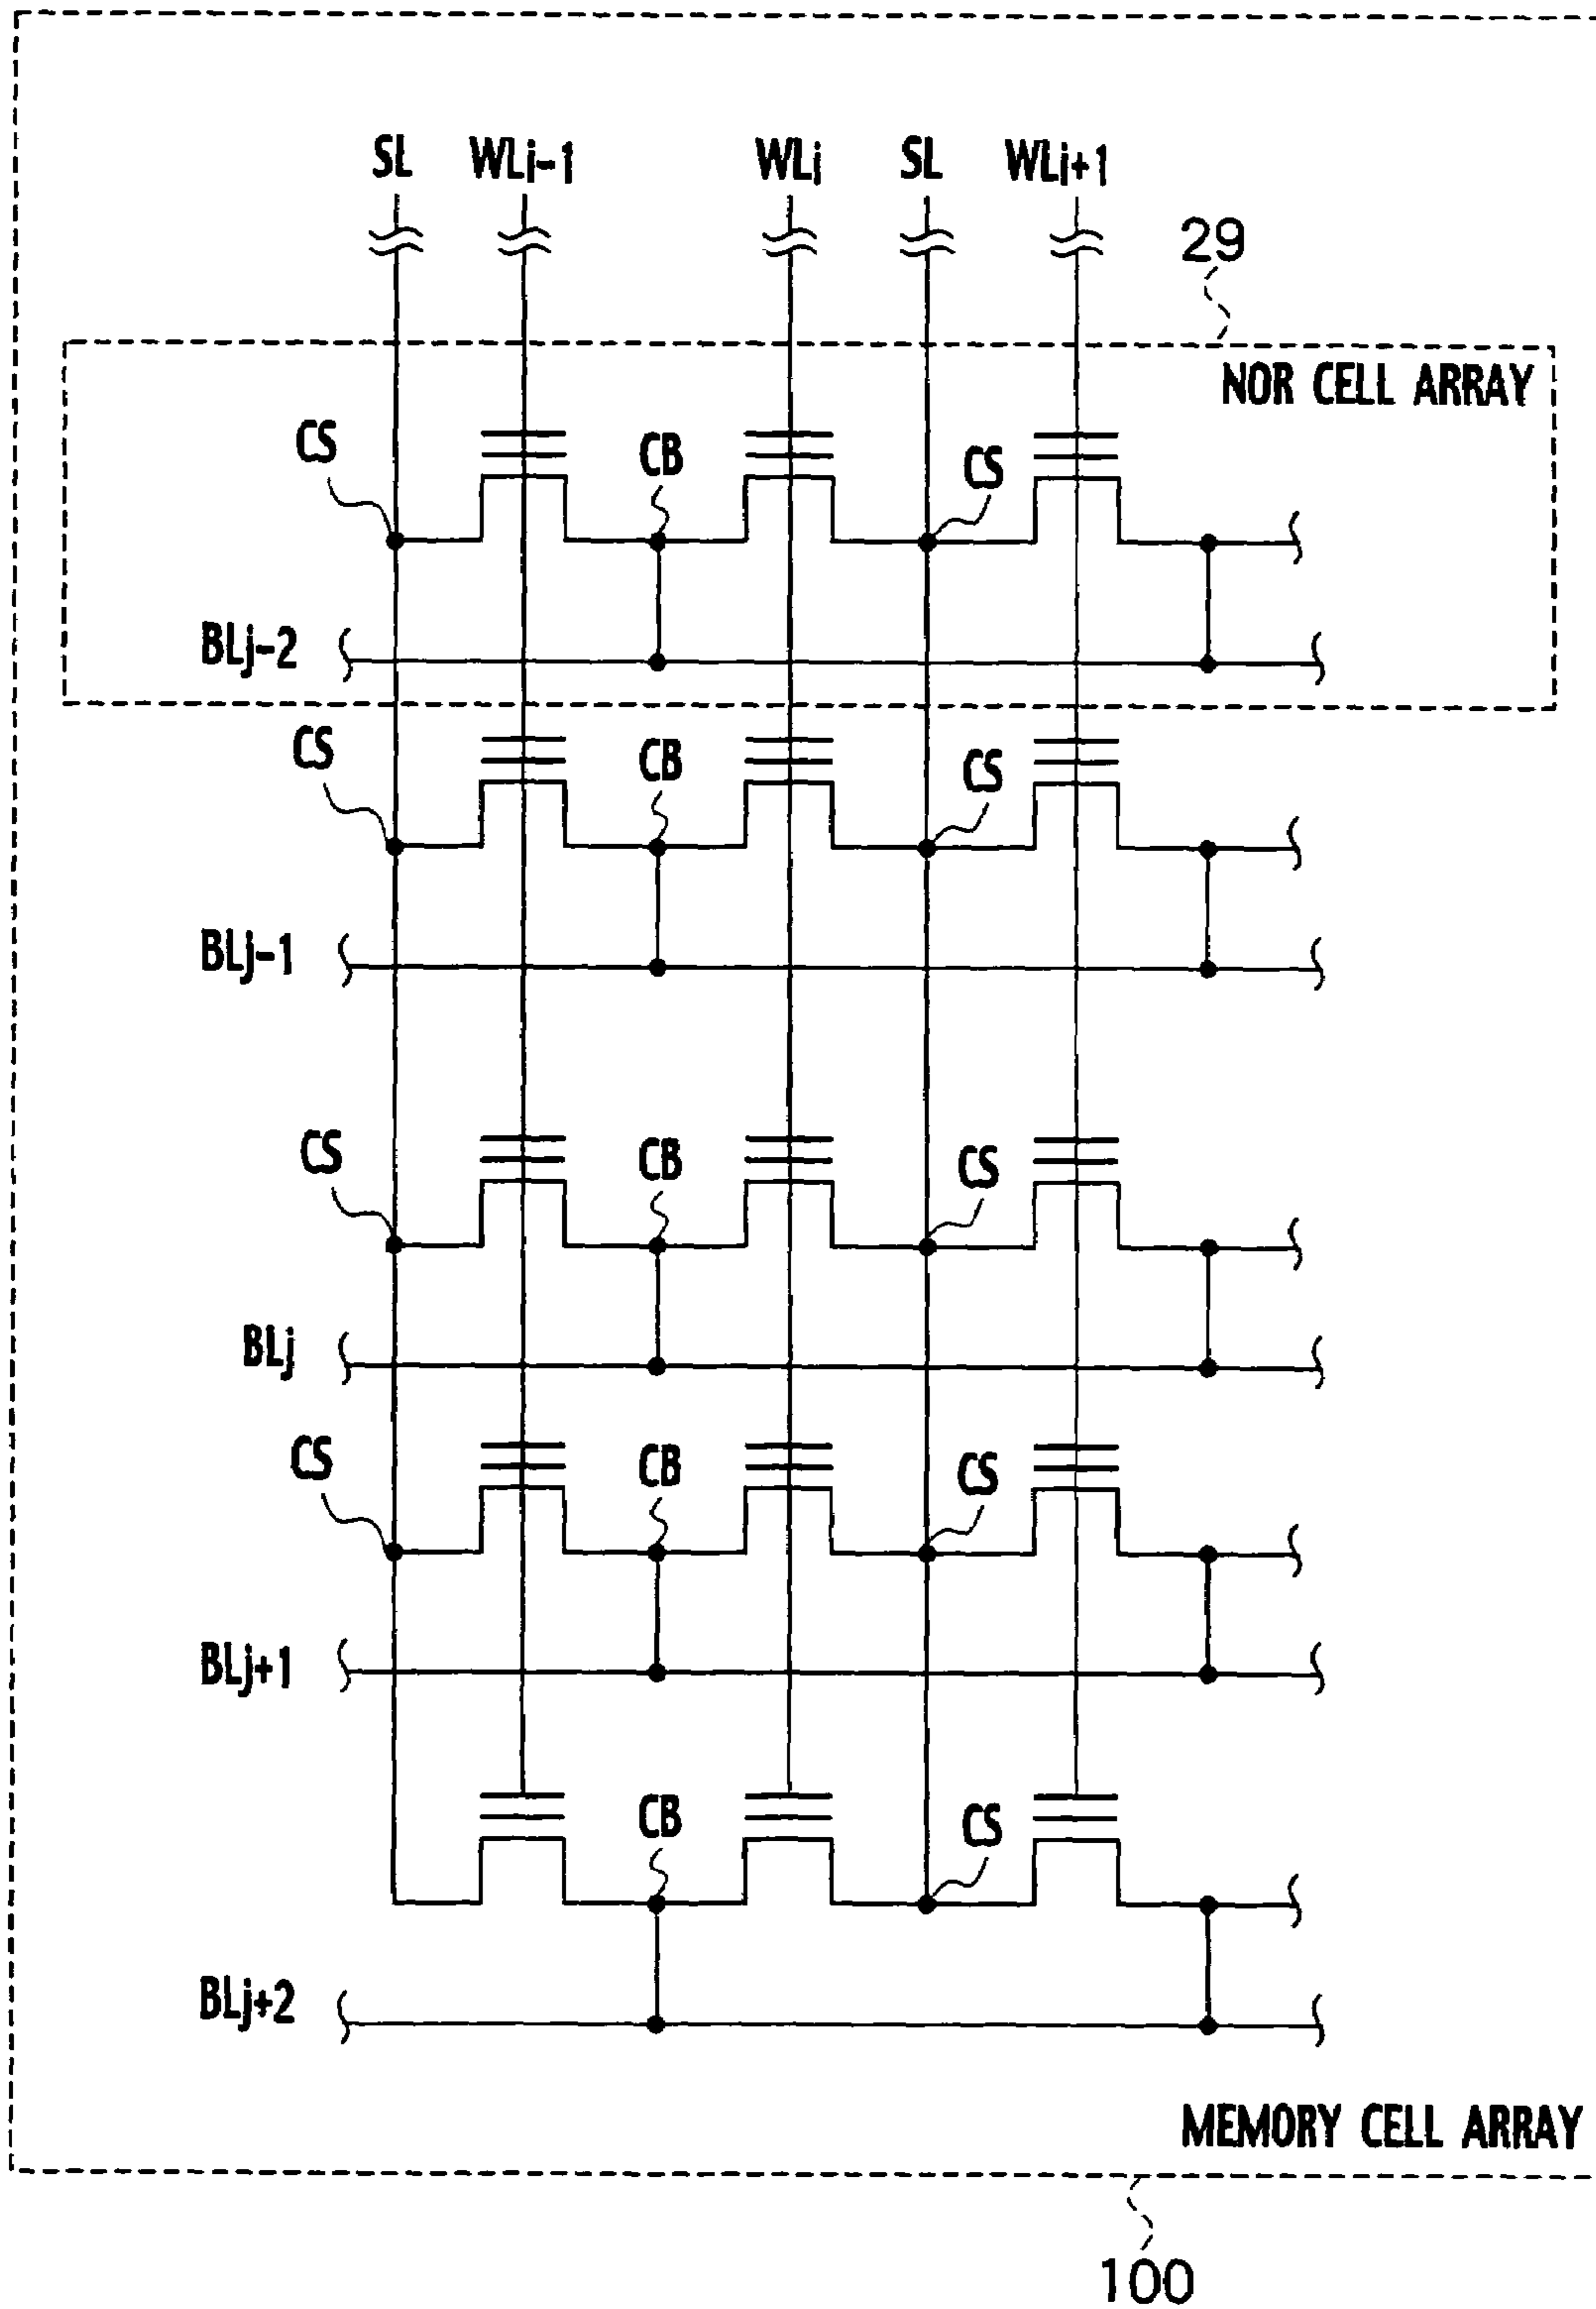 SL WLi-1 WLi SL WLi+1
29
NOR CELL ARRAY
CS CB CS
BLj-2
CS CB CS
BLj-1
CS CB CS
BLj
CS CB CS
BLj+1
CB CS
BLj+2
MEMORY CELL ARRAY
100